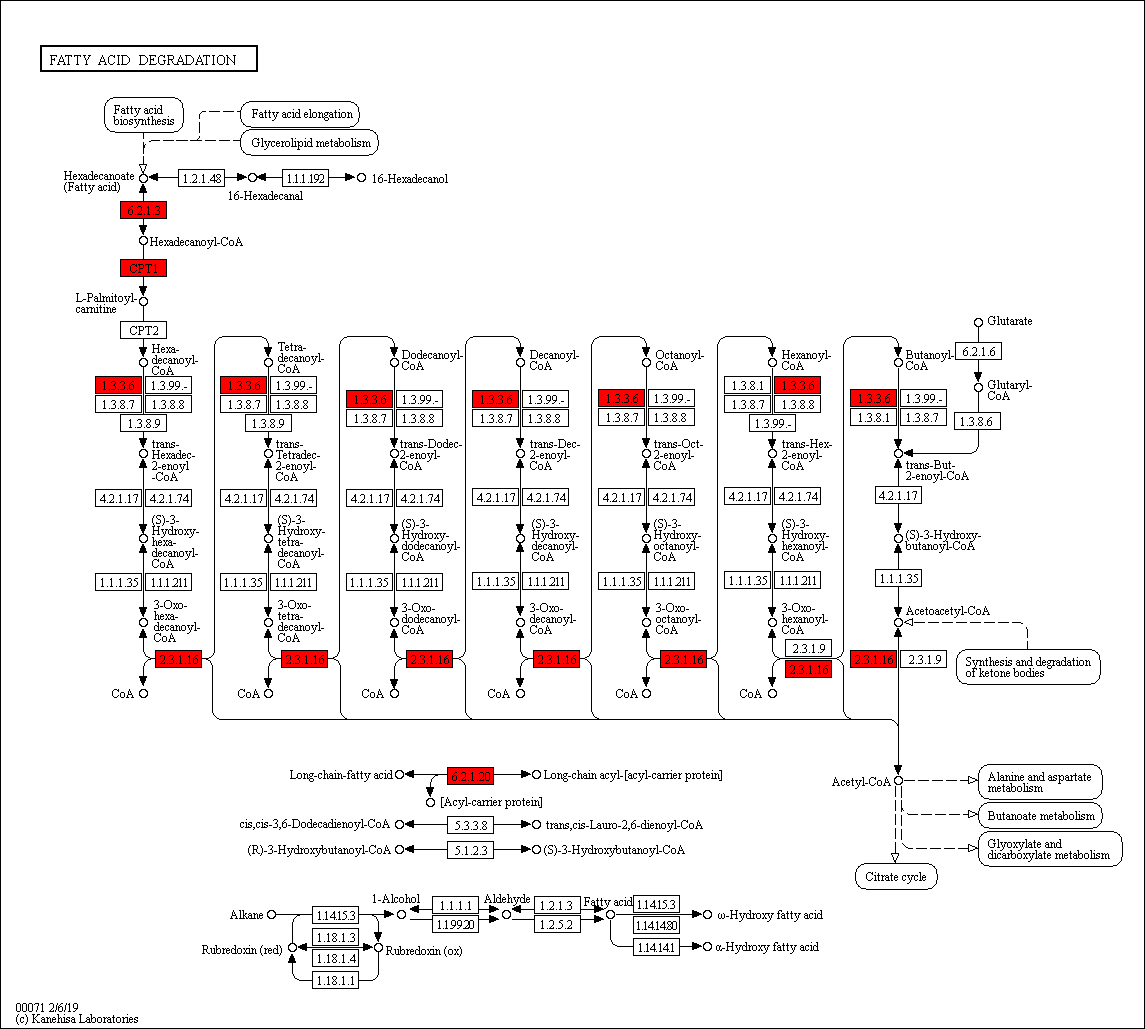 FATTY ACID DEGRADATION
Fatty acid
biosynthesis
Fatty acid elongation
Glycerolipid metabolism
Hexadecanoate
(Fatty acid)
1.2.1.48
16-Hexadecanal
1.1.1.192
16-Hexadecanol
6.2.1.3
Hexadecanoyl-CoA
CPT1
L-Palmitoyl-
carnitine
CPT2
Hexa-
decanoyl-
CoA
Tetra-
decanoyl-
CoA
Dodecanoyl-
CoA
Decanoyl-
CoA
Octanoyl-
CoA
Hexanoyl-
CoA
Butanoyl-
CoA
Glutarate
6.2.1.6
Glutaryl-
CoA
1.3.8.6
1.3.3.6
1.3.99.-
1.3.8.7
1.3.8.8
1.3.8.9
1.3.3.6
1.3.99.-
1.3.8.7
1.3.8.8
1.3.8.9
1.3.3.6
1.3.99.-
1.3.8.7
1.3.8.8
1.3.3.6
1.3.99.-
1.3.8.7
1.3.8.8
1.3.3.6
1.3.99.-
1.3.8.7
1.3.8.8
1.3.8.1
1.3.3.6
1.3.8.7
1.3.8.8
1.3.99.-
1.3.3.6
1.3.99.-
1.3.8.1
1.3.8.7
trans-
Hexadec-
2-enoyl
-CoA
trans-
Tetradec-
2-enoyl-
CoA
trans-Dodec-
2-enoyl-
CoA
trans-Dec-
2-enoyl-
CoA
trans-Oct-
2-enoyl-
CoA
trans-Hex-
2-enoyl-
CoA
trans-But-
2-enoyl-CoA
4.2.1.17
4.2.1.74
4.2.1.17
4.2.1.74
4.2.1.17
4.2.1.74
4.2.1.17
4.2.1.74
4.2.1.17
4.2.1.74
4.2.1.17
4.2.1.74
4.2.1.17
(S)-3-
Hydroxy-
hexa-
decanoyl-
CoA
(S)-3-
Hydroxy-
tetra-
decanoyl-
CoA
(S)-3-
Hydroxy-
dodecanoyl-
CoA
(S)-3-
Hydroxy-
decanoyl-
CoA
(S)-3-
Hydroxy-
octanoyl-
CoA
(S)-3-
Hydroxy-
hexanoyl-
CoA
(S)-3-Hydroxy-
butanoyl-CoA
1.1.1.35
1.1.1.211
1.1.1.35
1.1.1.211
1.1.1.35
1.1.1.211
1.1.1.35
1.1.1.211
1.1.1.35
1.1.1.211
1.1.1.35
1.1.1.211
1.1.1.35
3-Oxo-
hexa-
decanoyl-
CoA
3-Oxo-
tetra-
decanoyl-
CoA
3-Oxo-
dodecanoyl-
CoA
3-Oxo-
decanoyl-
CoA
3-Oxo-
octanoyl-
CoA
3-Oxo-
hexanoyl-
CoA
Acetoacetyl-CoA
2.3.1.16
2.3.1.16
2.3.1.16
2.3.1.16
2.3.1.16
2.3.1.9
2.3.1.16
2.3.1.16
2.3.1.9
Synthesis and degradation
of ketone bodies
CoA
CoA
CoA
CoA
CoA
CoA
Long-chain-fatty acid
6.2.1.20
Long-chain acyl-[acyl-carrier protein]
[Acyl-carrier protein]
cis,cis-3,6-Dodecadienoyl-CoA
5.3.3.8
trans,cis-Lauro-2,6-dienoyl-CoA
(R)-3-Hydroxybutanoyl-CoA
5.1.2.3
(S)-3-Hydroxybutanoyl-CoA
Acetyl-CoA
Alanine and aspartate
metabolism
Butanoate metabolism
Glyoxylate and
dicarboxylate metabolism
Citrate cycle
Alkane
1.14.15.3
1-Alcohol
1.1.1.1
1.1.99.20
Aldehyde
1.2.1.3
1.2.5.2
Fatty acid
1.14.15.3
ω-Hydroxy fatty acid
1.14.14.80
1.14.14.1
α-Hydroxy fatty acid
Rubredoxin (red)
1.18.1.3
1.18.1.4
1.18.1.1
Rubredoxin (ox)
00071 2/6/19
(c) Kanehisa Laboratories